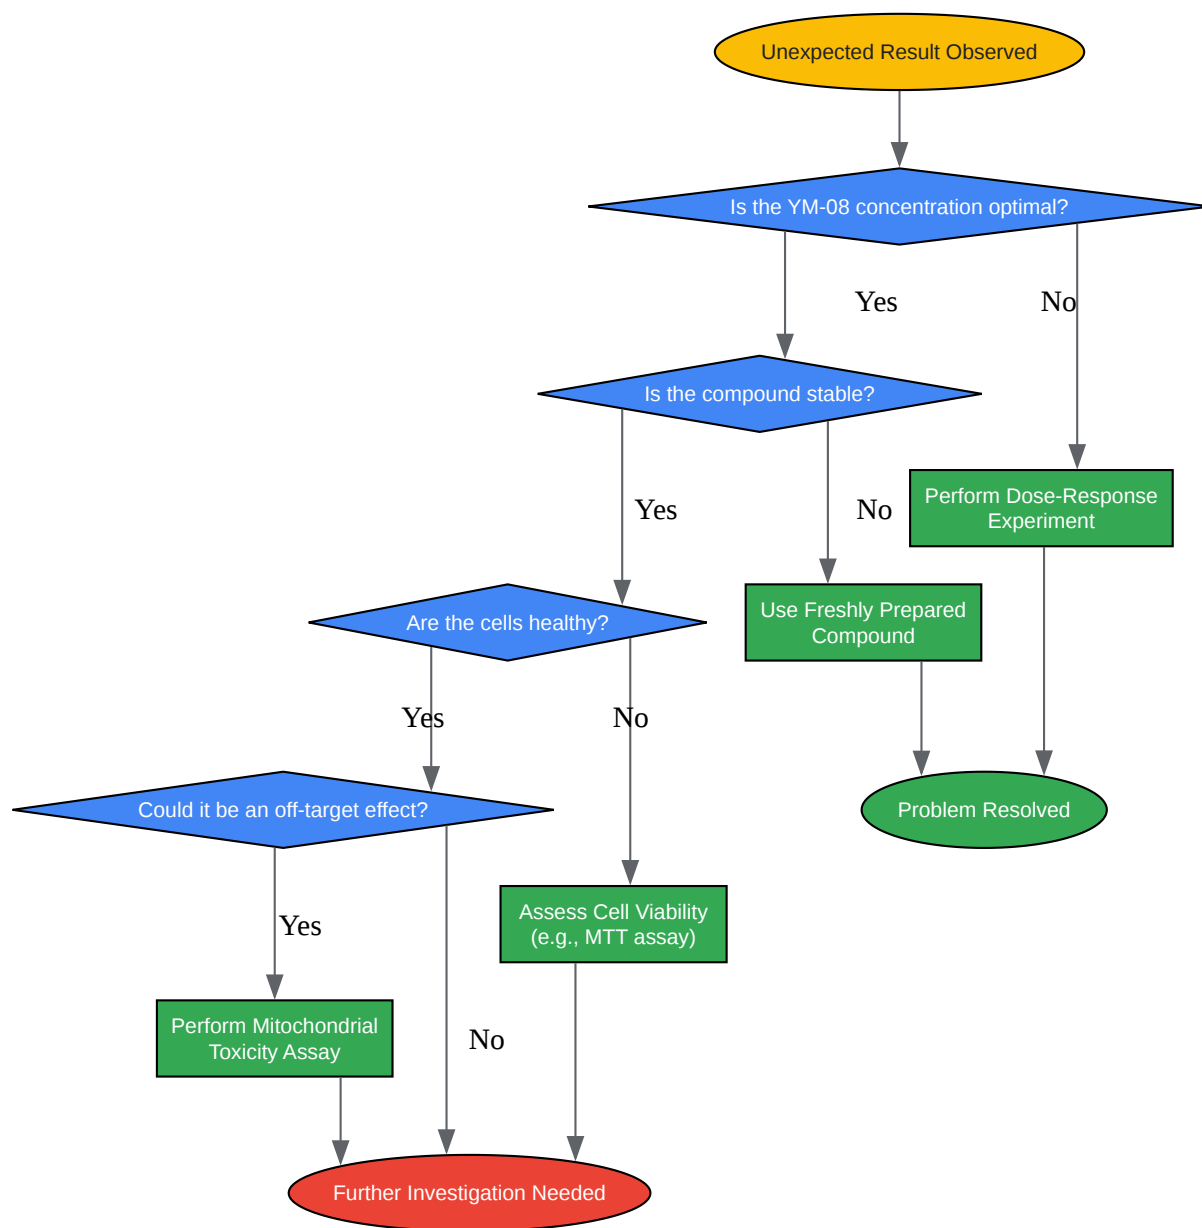 Unexpected Result Observed
Is the YM-08 concentration optimal?
Yes
No
Is the compound stable?
Perform Dose-Response
Experiment
Yes
No
Use Freshly Prepared
Compound
Are the cells healthy?
Yes
No
Could it be an off-target effect?
Problem Resolved
Assess Cell Viability
(e.g., MTT assay)
Yes
Perform Mitochondrial
Toxicity Assay
No
Further Investigation Needed